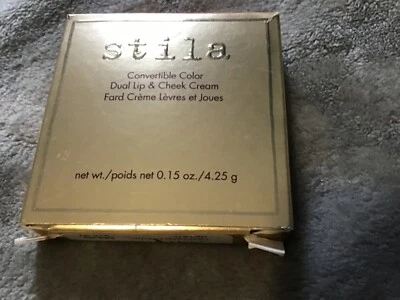 stila
Convertible Color
Dual Lip & Cheek Cream
Fard Crème Lèvres et Joues
net wt./poids net 0.15 oz./4.25 g